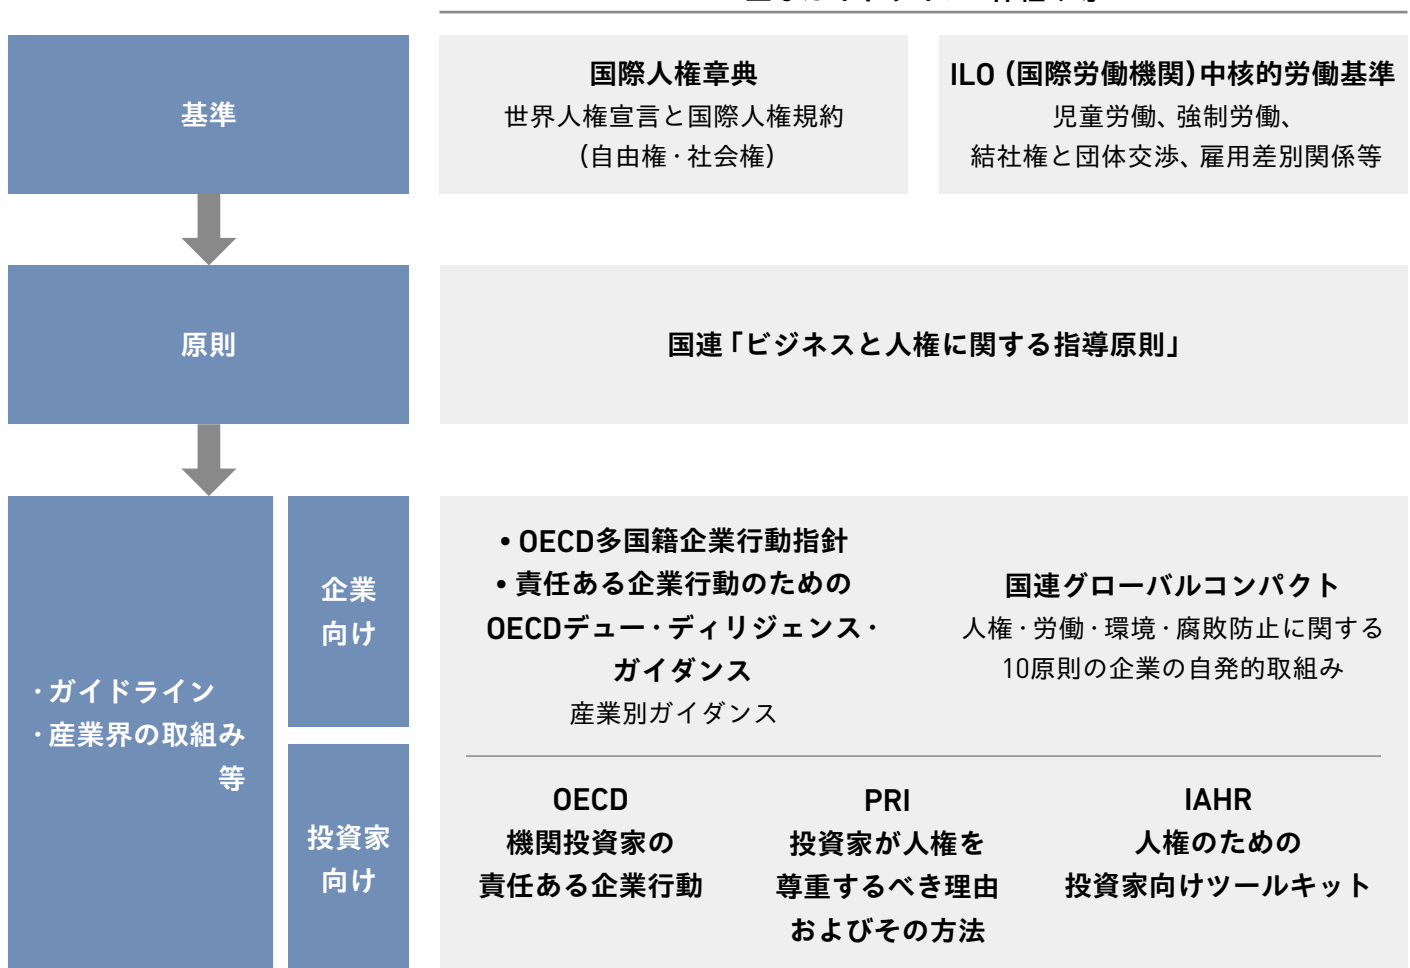 基準
国際人権章典
世界人権宣言と国際人権規約
(自由権・社会権)
ILO(国際労働機関)中核的労働基準
児童労働、強制労働、
結社権と団体交渉、雇用差別関係等
原則
国連「ビジネスと人権に関する指導原則」
・ガイドライン
・産業界の取組み
等
企業
向け
• OECD多国籍企業行動指針
• 責任ある企業行動のための
OECDデュー・ディリジェンス・
ガイダンス
産業別ガイダンス
国連グローバルコンパクト
人権・労働・環境・腐敗防止に関する
10原則の企業の自発的取組み
投資家
向け
OECD
機関投資家の
責任ある企業行動
PRI
投資家が人権を
尊重するべき理由
およびその方法
IAHR
人権のための
投資家向けツールキット